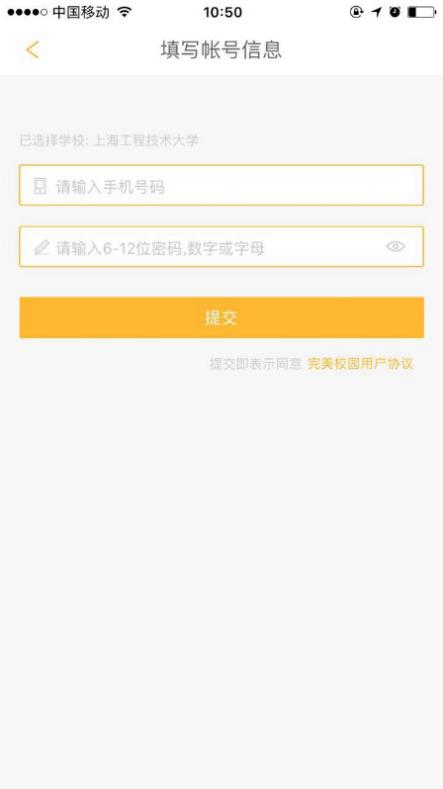 中国移动 10:50
填写帐号信息
已选择学校: 上海工程技术大学
请输入手机号码
请输入6-12位密码,数字或字母
提交
提交即表示同意 完美校园用户协议